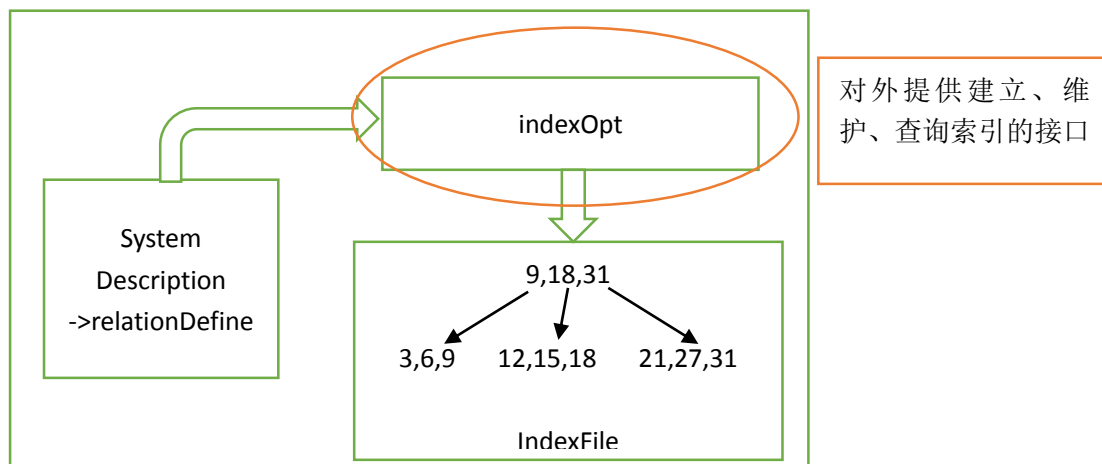 indexOpt
对外提供建立、维
护、查询索引的接口
System
Description
->relationDefine
9,18,31
3,6,9
12,15,18
21,27,31
IndexFile